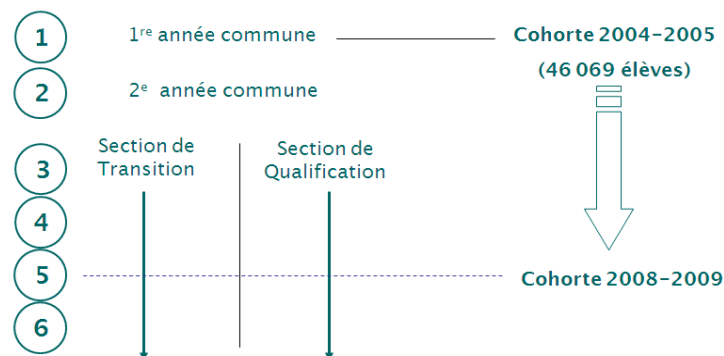 1
1re année commune
Cohorte 2004-2005
(46 069 élèves)
2
2e année commune
3
Section de
Transition
Section de
Qualification
4
5
Cohorte 2008-2009
6